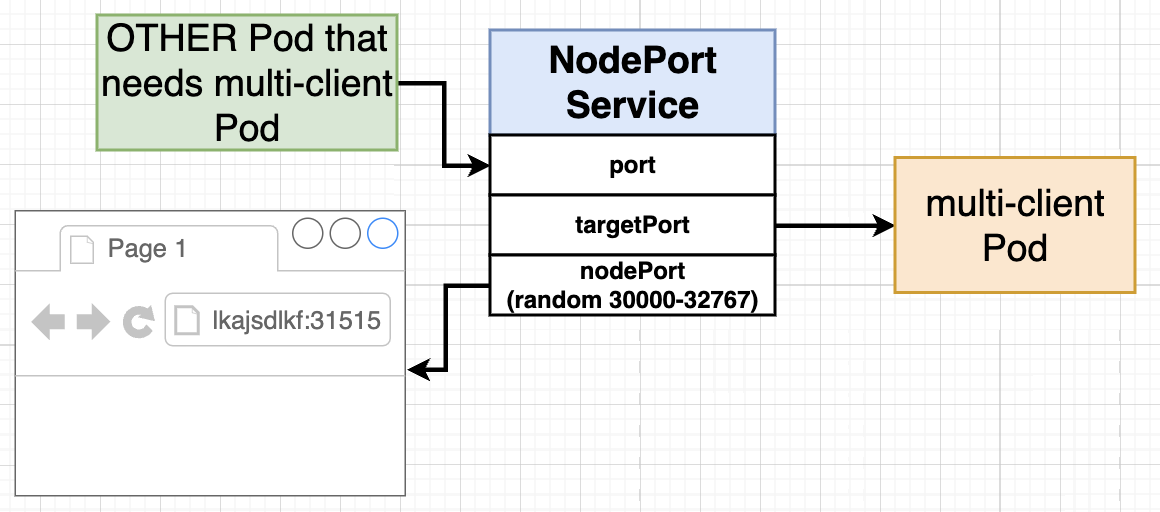 OTHER Pod that
needs multi-client
Pod
NodePort
Service
port
targetPort
nodePort
(random 30000-32767)
multi-client
Pod
Page 1
lkajsdlkf:31515